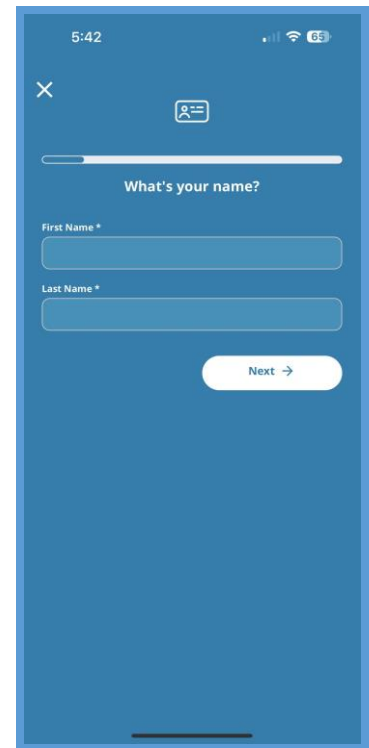 5:42
65
What's your name?
First Name *
Last Name *
Next →